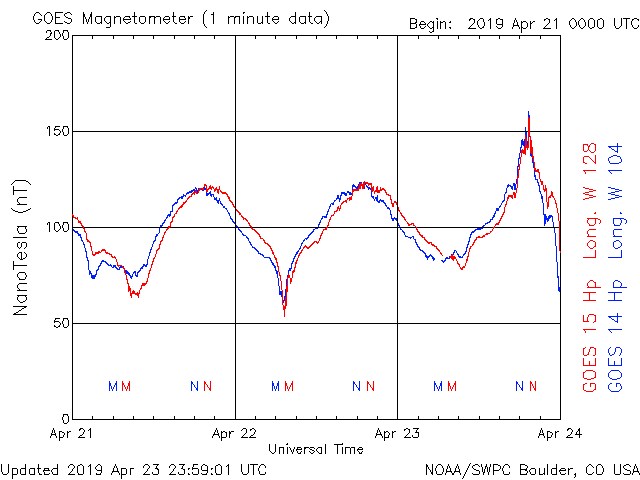 GOES Magnetometer (1 minute data)
Begin: 2019 Apr 21 0000 UTC
200
150
100
50
0
NanoTesla (nT)
M M N N M M N N M M N N
Apr 21 Apr 22 Apr 23 Apr 24
Universal Time
GOES 15 Hp Long. W 128
GOES 14 Hp Long. W 104
Updated 2019 Apr 23 23:59:01 UTC
NOAA/SWPC Boulder, CO USA